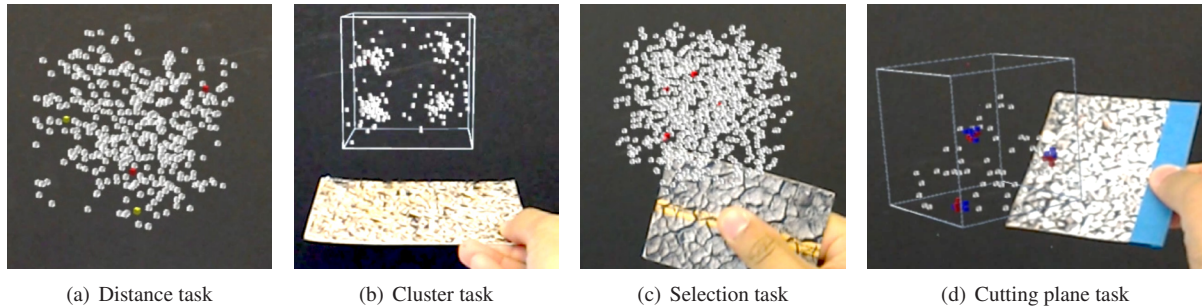 (a) Distance task
(b) Cluster task
(c) Selection task
(d) Cutting plane task